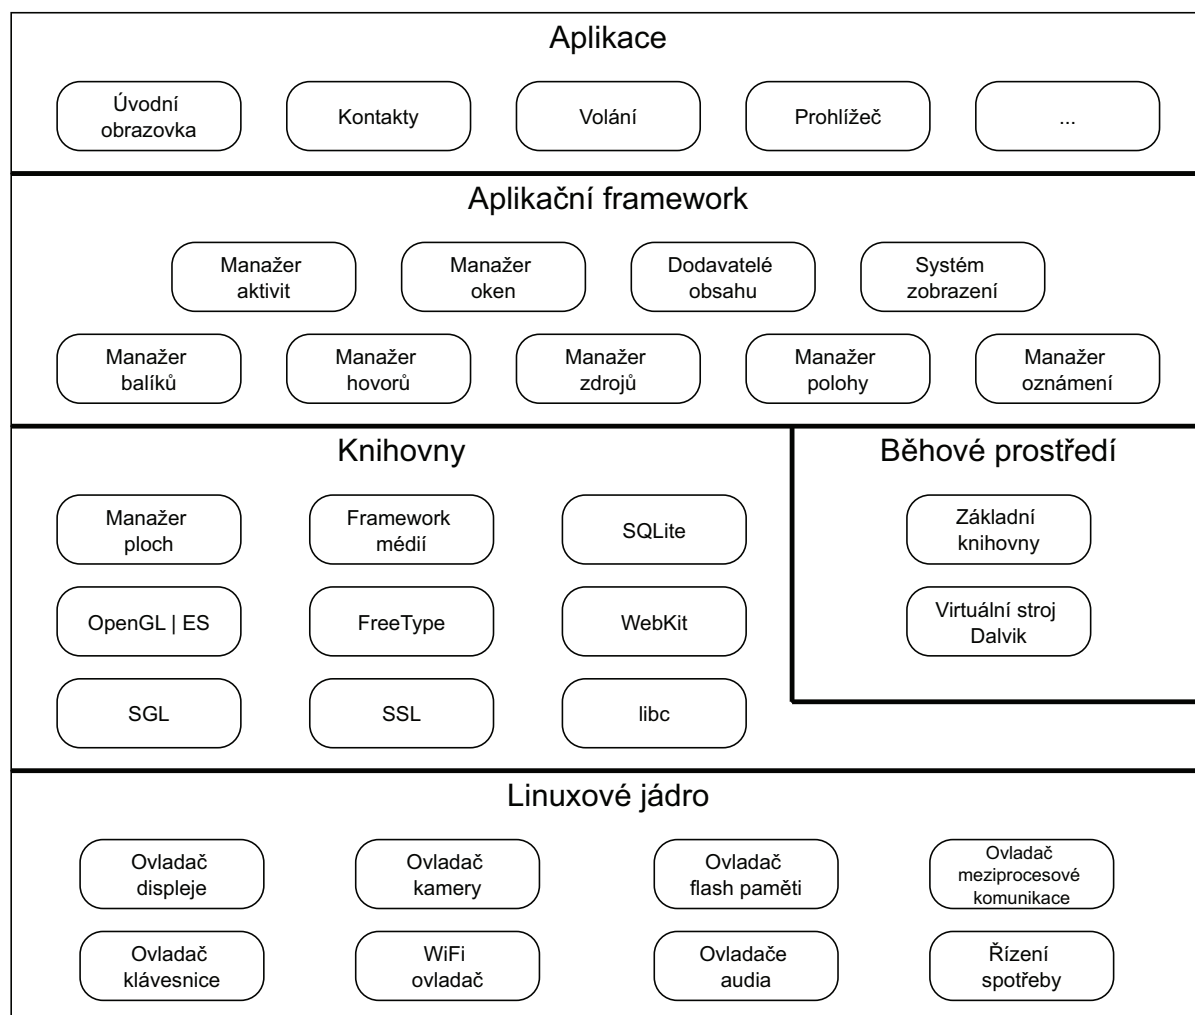 Aplikace
Úvodní
obrazovka
Kontakty
Volání
Prohlížeč
...
Aplikační framework
Manažer
aktivit
Manažer
oken
Dodavatelé
obsahu
Systém
zobrazení
Manažer
balíků
Manažer
hovorů
Manažer
zdrojů
Manažer
polohy
Manažer
oznámení
Knihovny
Manažer
ploch
Framework
médií
SQLite
OpenGL | ES
FreeType
WebKit
SGL
SSL
libc
Běhové prostředí
Základní
knihovny
Virtuální stroj
Dalvik
Linuxové jádro
Ovladač
displeje
Ovladač
kamery
Ovladač
flash paměti
Ovladač
meziprocesové
komunikace
Ovladač
klávesnice
WiFi
ovladač
Ovladače
audia
Řízení
spotřeby